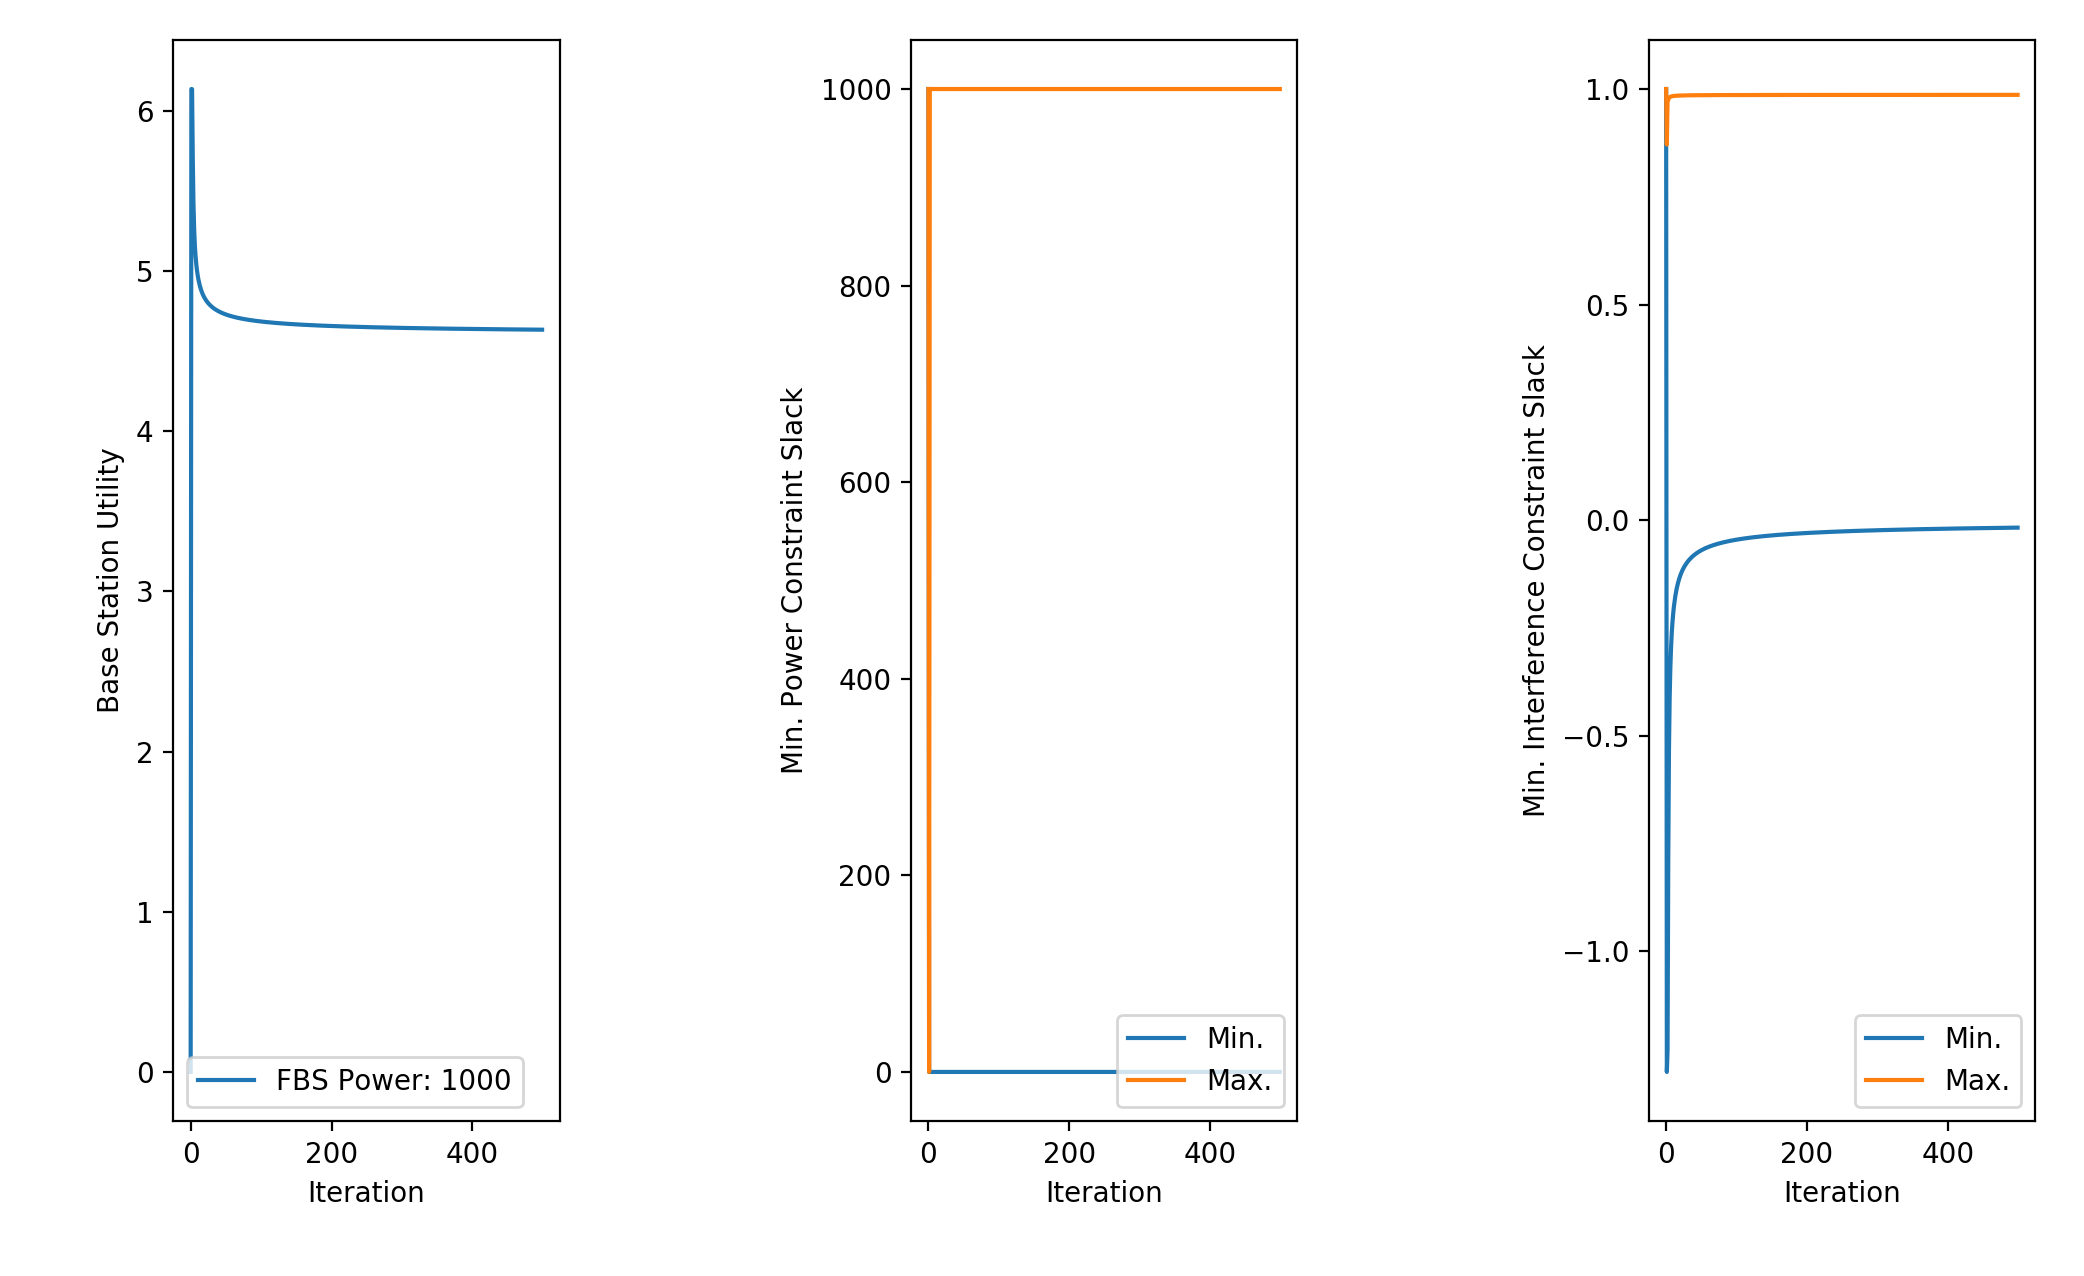 Base Station Utility
6
5
4
3
2
1
0
FBS Power: 1000
0 200 400
Iteration
Min. Power Constraint Slack
1000
800
600
400
200
0
Min.
Max.
0 200 400
Iteration
Min. Interference Constraint Slack
1.0
0.5
0.0
−0.5
−1.0
Min.
Max.
0 200 400
Iteration